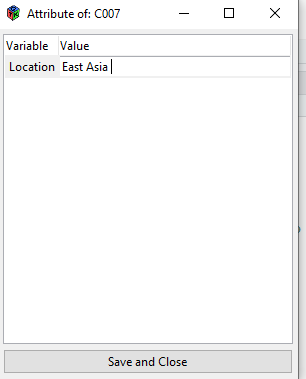 Attribute of: C007
Variable Value
Location East Asia
Save and Close